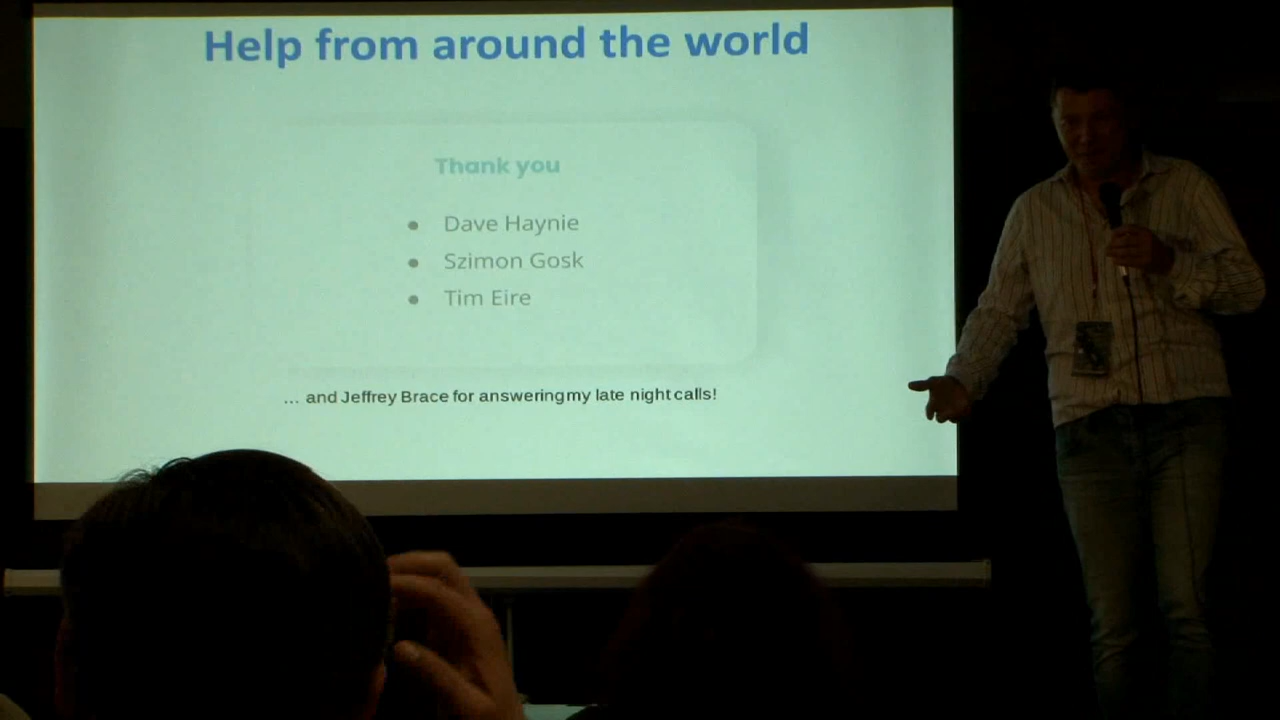 Help from around the world
Thank you
● Dave Haynie
● Szimon Gosk
● Tim Eire
... and Jeffrey Brace for answering my late night calls!